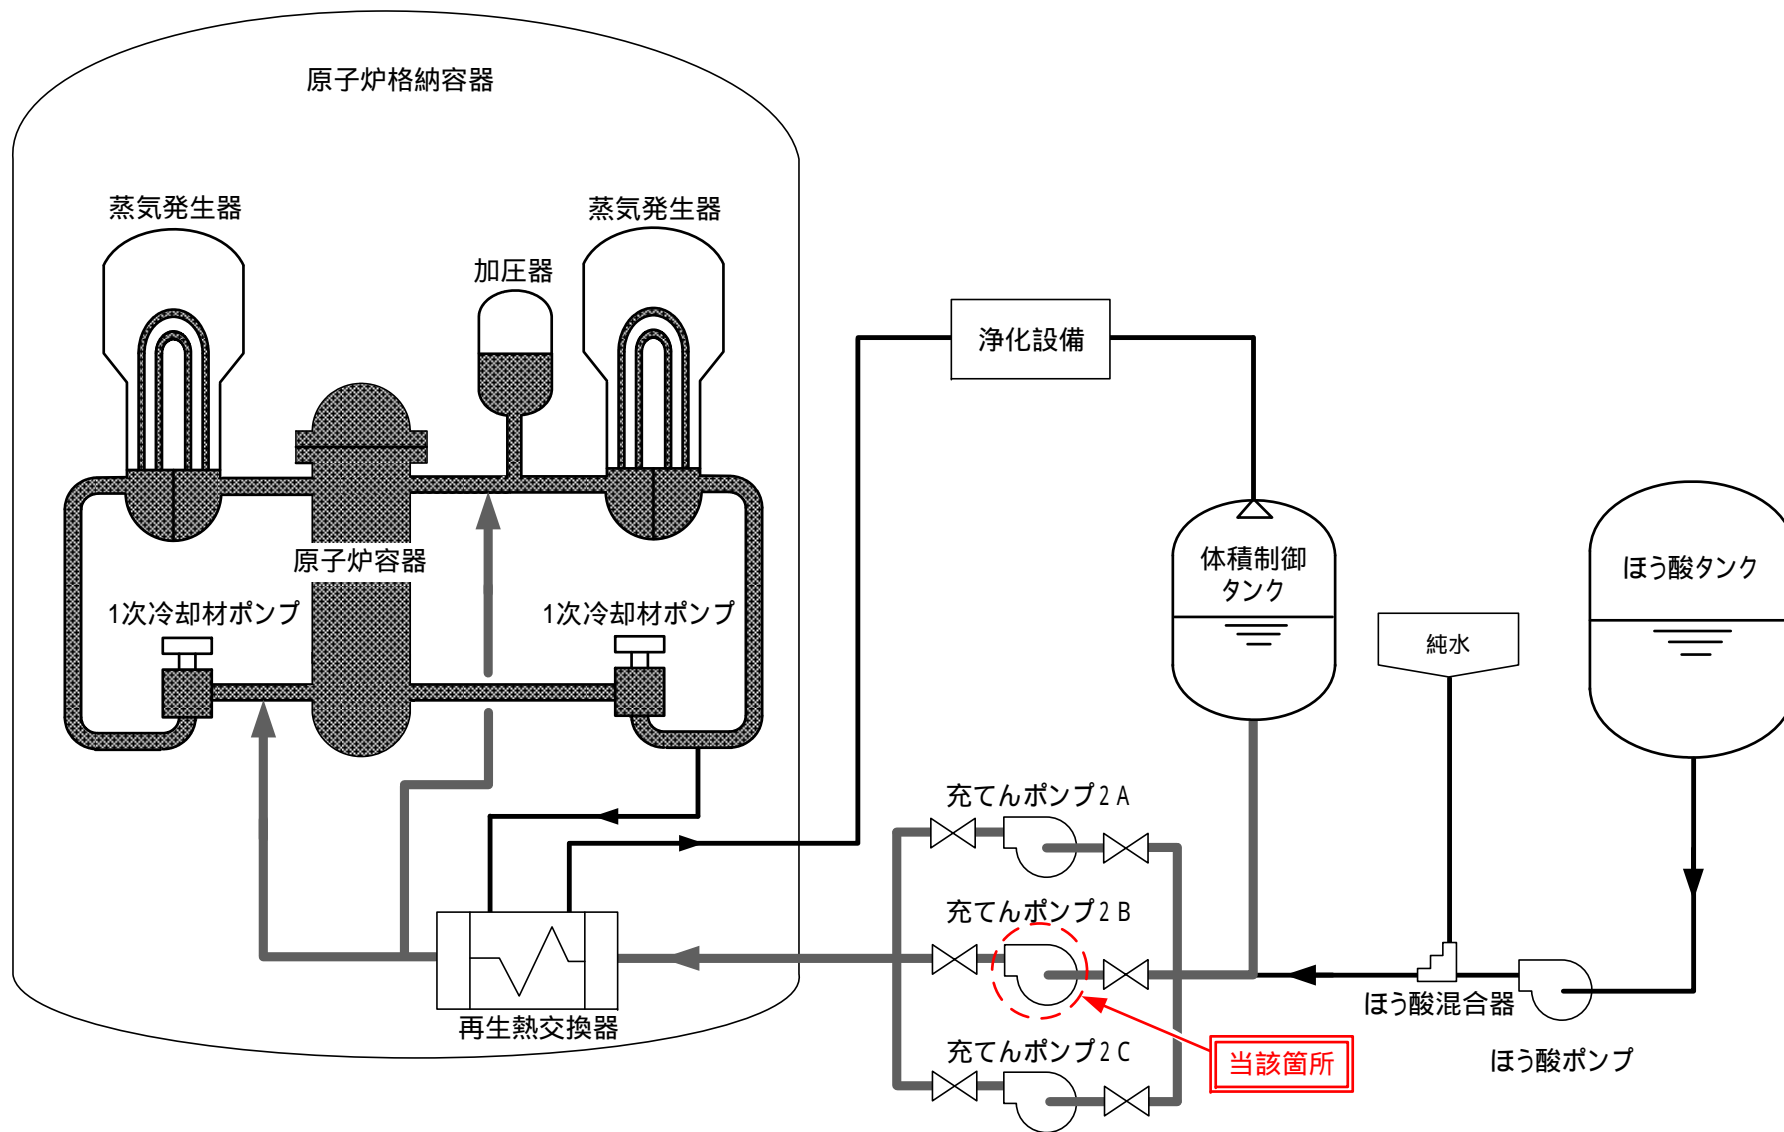 原子炉格納容器
蒸気発生器
蒸気発生器
加圧器
浄化設備
体積制御
タンク
ほう酸タンク
原子炉容器
1次冷却材ポンプ
1次冷却材ポンプ
純水
充てんポンプ2A
充てんポンプ2B
ほう酸混合器
再生熱交換器
充てんポンプ2C
当該箇所
ほう酸ポンプ